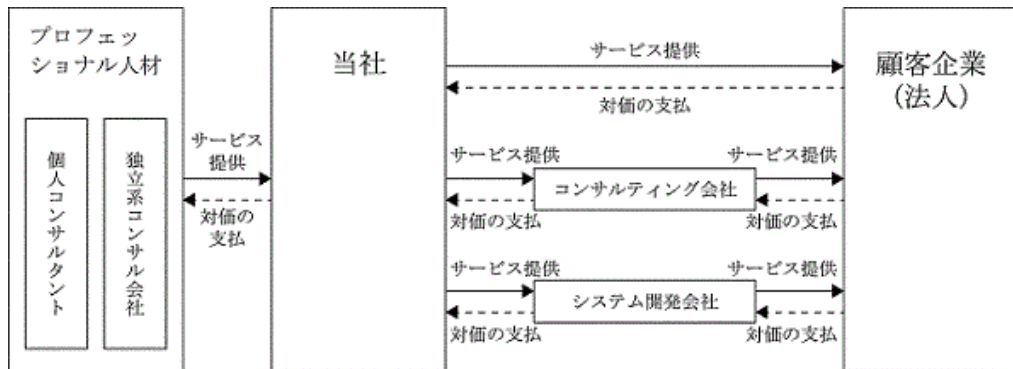 プロフェッ
ショナル人材
個人コンサルタント
独立系コンサル会社
サービス
提供
対価の
支払
当社
サービス提供
対価の支払
サービス提供
サービス提供
コンサルティング会社
対価の支払
対価の支払
サービス提供
サービス提供
システム開発会社
対価の支払
対価の支払
顧客企業
(法人)